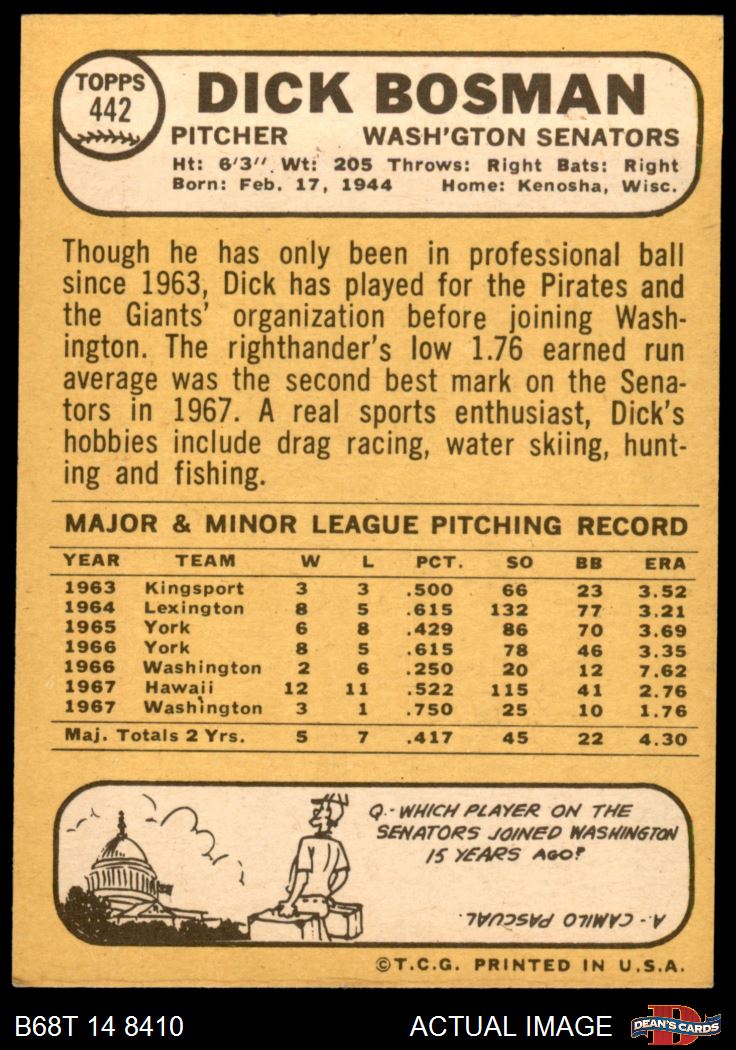 TOPPS
442
DICK BOSMAN
PITCHER WASH'GTON SENATORS
Ht: 6'3". Wt: 205 Throws: Right Bats: Right
Born: Feb. 17, 1944 Home: Kenosha, Wisc.
Though he has only been in professional ball
since 1963, Dick has played for the Pirates and
the Giants' organization before joining Wash-
ington. The righthander's low 1.76 earned run
average was the second best mark on the Sena-
tors in 1967. A real sports enthusiast, Dick's
hobbies include drag racing, water skiing, hunt-
ing and fishing.
MAJOR & MINOR LEAGUE PITCHING RECORD
YEAR TEAM W L PCT. SO BB ERA
1963 Kingsport 3 3 .500 66 23 3.52
1964 Lexington 8 5 .615 132 77 3.21
1965 York 6 8 .429 86 70 3.69
1966 York 8 5 .615 78 46 3.35
1966 Washington 2 6 .250 20 12 7.62
1967 Hawaii 12 11 .522 115 41 2.76
1967 Washington 3 1 .750 25 10 1.76
Maj. Totals 2 Yrs. 5 7 .417 45 22 4.30
Q.- WHICH PLAYER ON THE
SENATORS JOINED WASHINGTON
15 YEARS AGO?
A.- CAMILO PASCUAL.
©T.C.G. PRINTED IN U.S.A.
B68T 14 8410 ACTUAL IMAGE DEAN'S CARDS